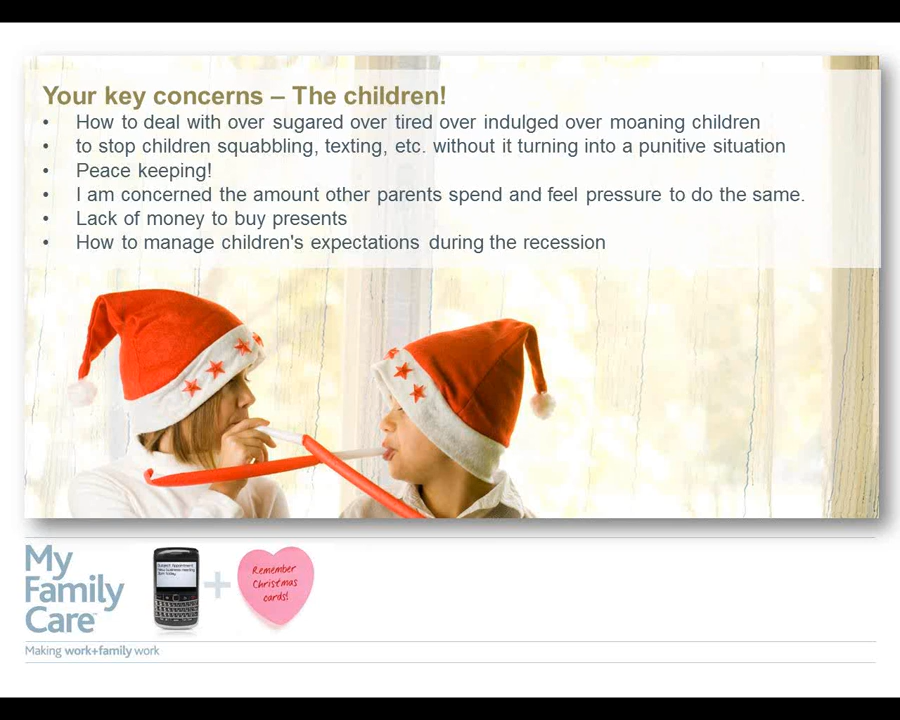 Your key concerns – The children!
• How to deal with over sugared over tired over indulged over moaning children
• to stop children squabbling, texting, etc. without it turning into a punitive situation
• Peace keeping!
• I am concerned the amount other parents spend and feel pressure to do the same.
• Lack of money to buy presents
• How to manage children's expectations during the recession
My
Family
Care™
Remember
Christmas
cards!
Making work+family work